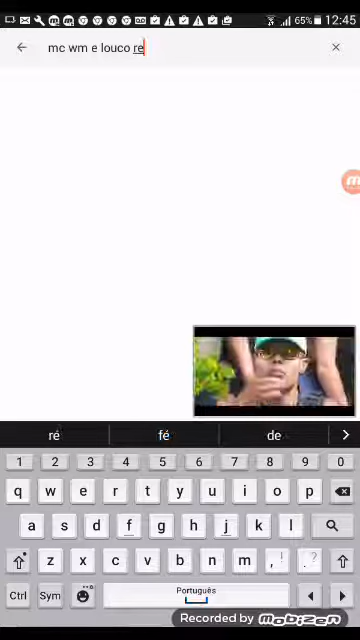 65% 12:45
mc wm e louco re
ré fé de
1 2 3 4 5 6 7 8 9 0
q w e r t y u i o p
a s d f g h j k l
z x c v b n m , ! . ?
Ctrl Sym Português
Recorded by mobizen